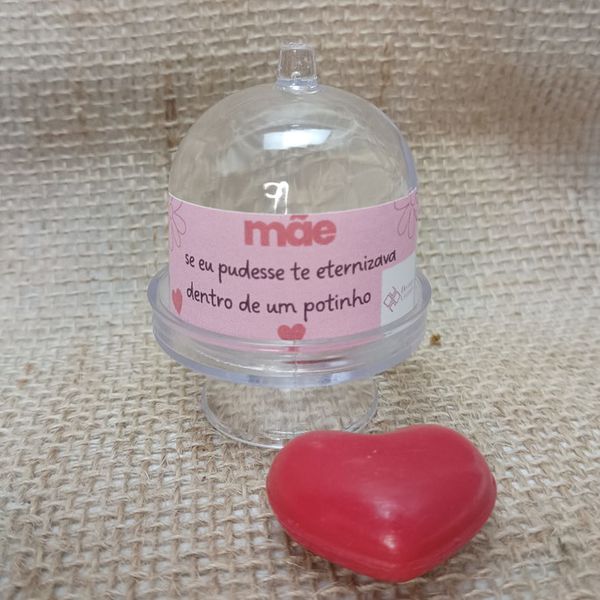 mãe
se eu pudesse te eternizava
dentro de um potinho